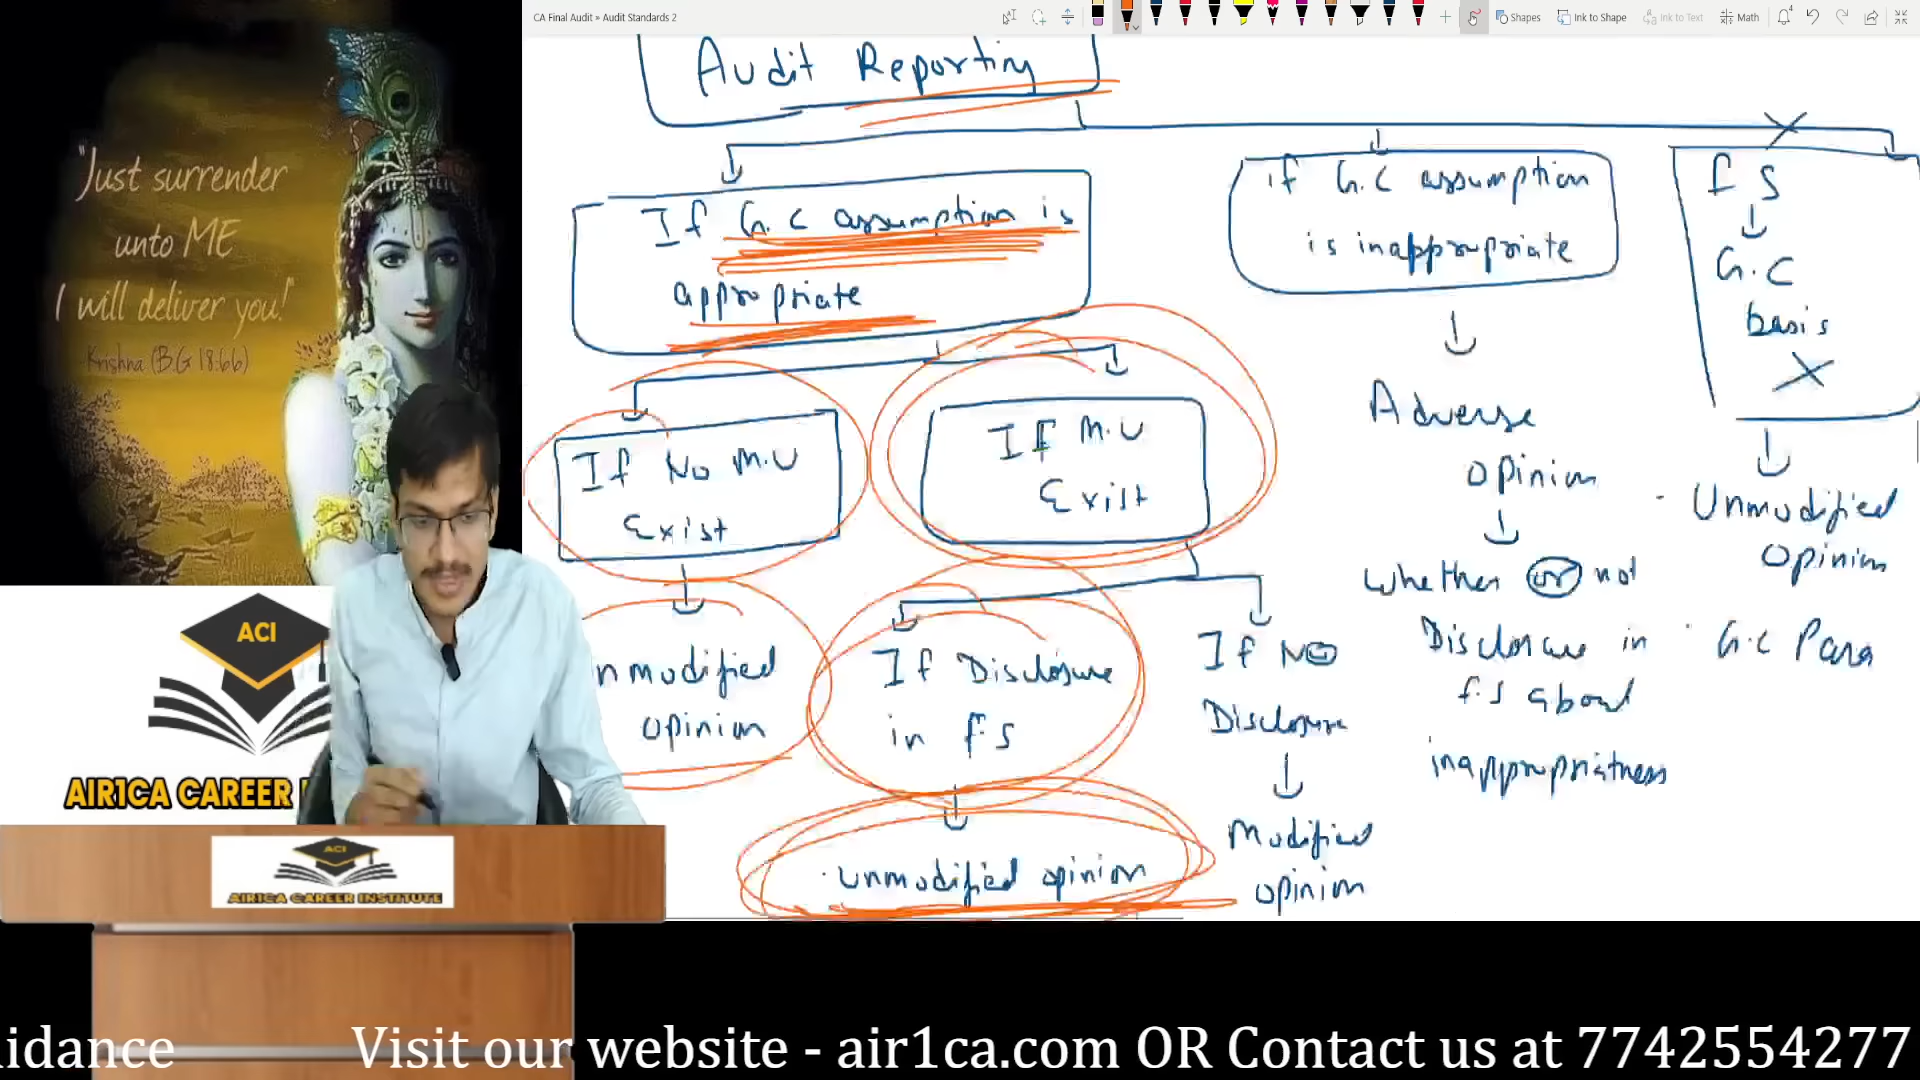 CA Final Audit » Audit Standards 2
Shapes
Ink to Shape
Ink to Text
Math
"Just surrender
unto ME
I will deliver you!"
- Krishna (B.G 18.66)
Audit Reporting
If G.C assumption is
appropriate
If No M.U
Exist
nmodified
opinion
If M.U
Exist
If Disclosure
in f.S
unmodified opinion
If NO
Disclosure
Modified
opinion
if G.C assumption
is inappropriate
Adverse
opinion
Whether or not
Disclosure in
f.S about
inappropriatness
f S
G.C
basis
Unmodified
opinion
G.C Para
ACI
AIR1CA CAREER
ACI
AIR1CA CAREER INSTITUTE
idance
Visit our website - air1ca.com OR Contact us at 7742554277